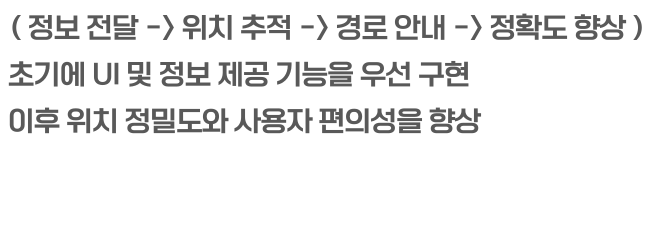 ( 정보 전달 -> 위치 추적 -> 경로 안내 -> 정확도 향상 )
초기에 UI 및 정보 제공 기능을 우선 구현
이후 위치 정밀도와 사용자 편의성을 향상